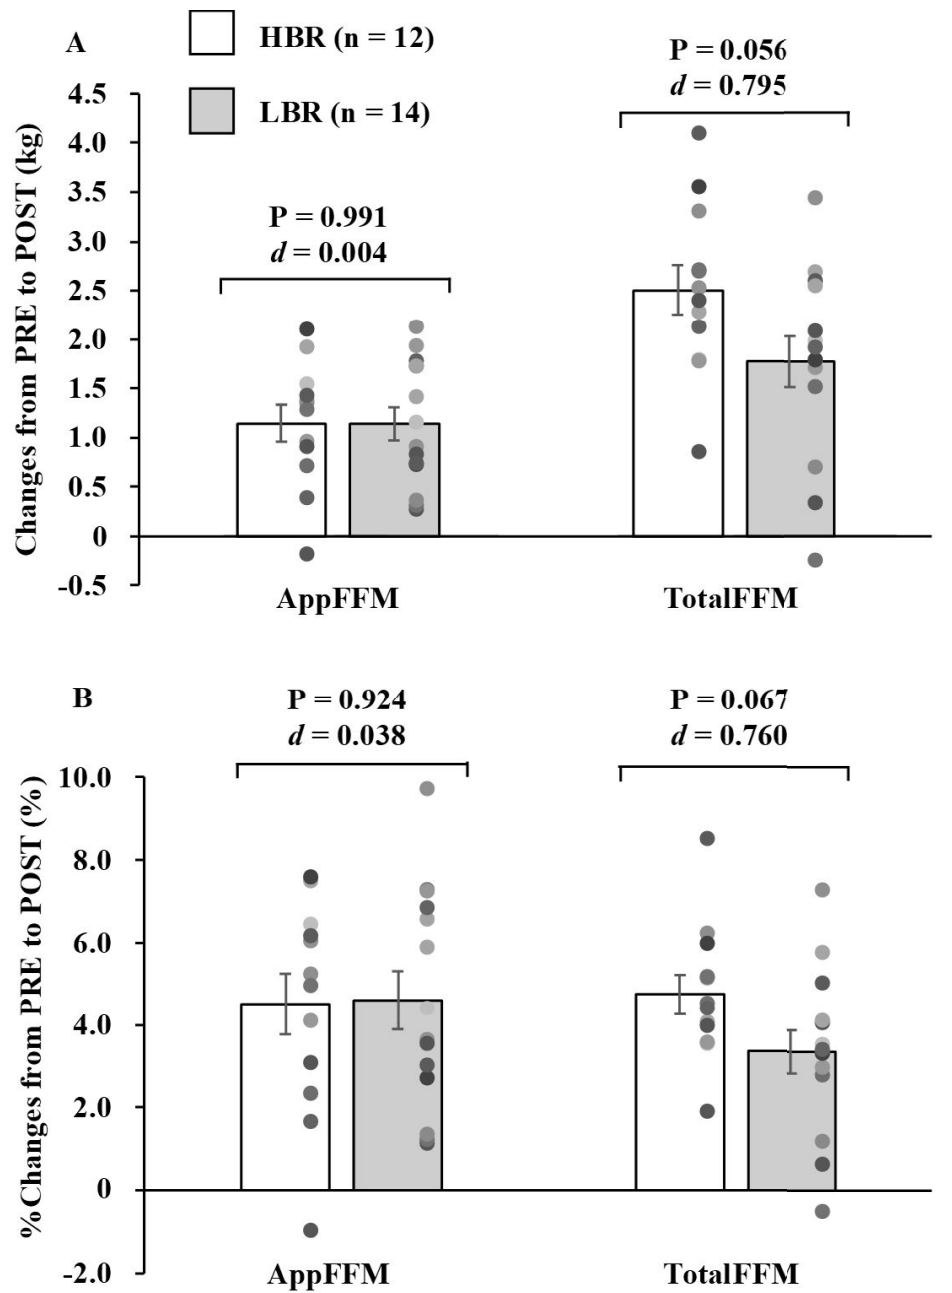 A
HBR (n = 12)
LBR (n = 14)
P = 0.056
d = 0.795
P = 0.991
d = 0.004
Changes from PRE to POST (kg)
4.5
4.0
3.5
3.0
2.5
2.0
1.5
1.0
0.5
0
-0.5
AppFFM
TotalFFM
B
P = 0.924
d = 0.038
P = 0.067
d = 0.760
%Changes from PRE to POST (%)
10.0
8.0
6.0
4.0
2.0
0
-2.0
AppFFM
TotalFFM